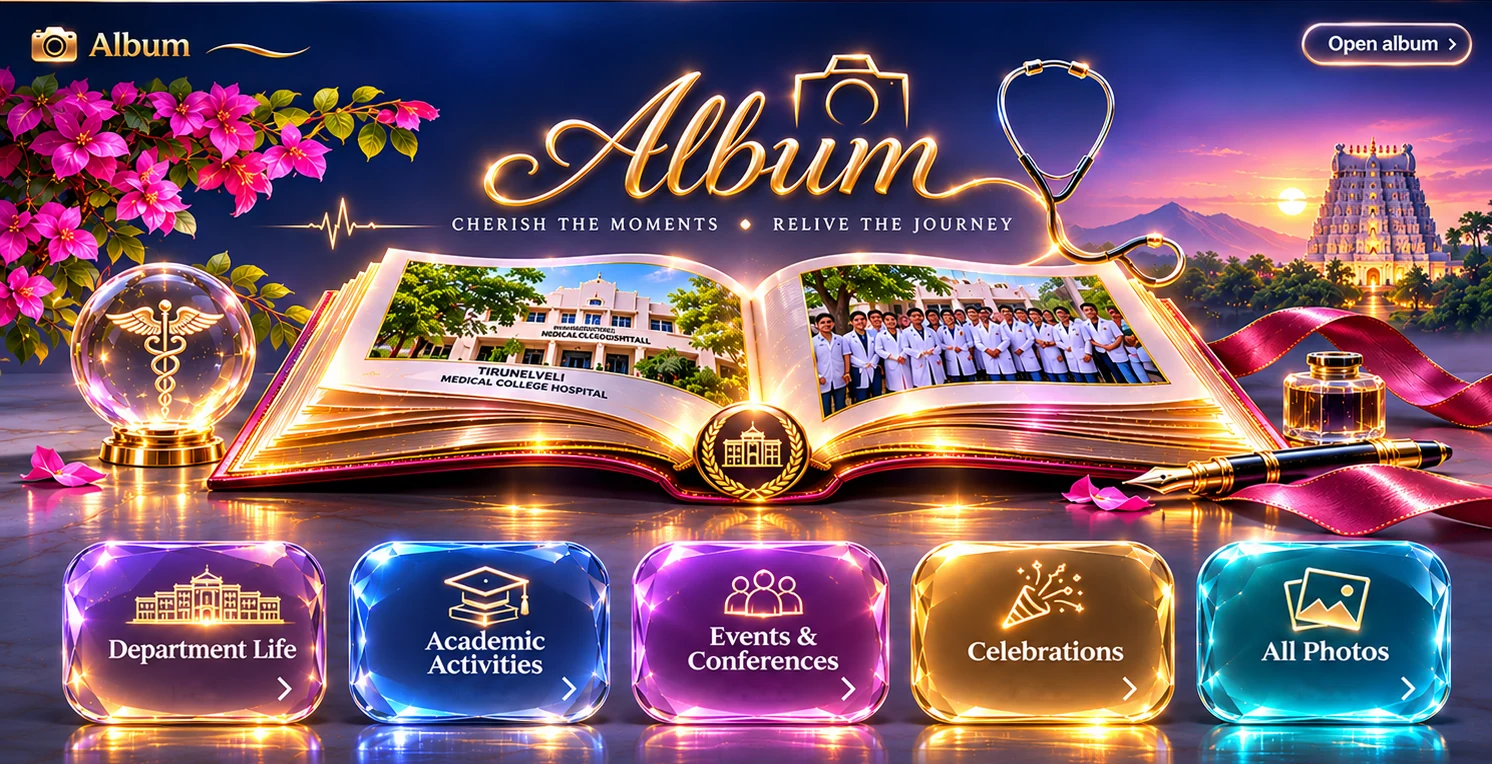 Album
Open album
Album
CHERISH THE MOMENTS
RELIVE THE JOURNEY
TIRUNELVELI
MEDICAL COLLEGE HOSPITAL
Department Life
Academic
Activities
Events &
Conferences
Celebrations
All Photos